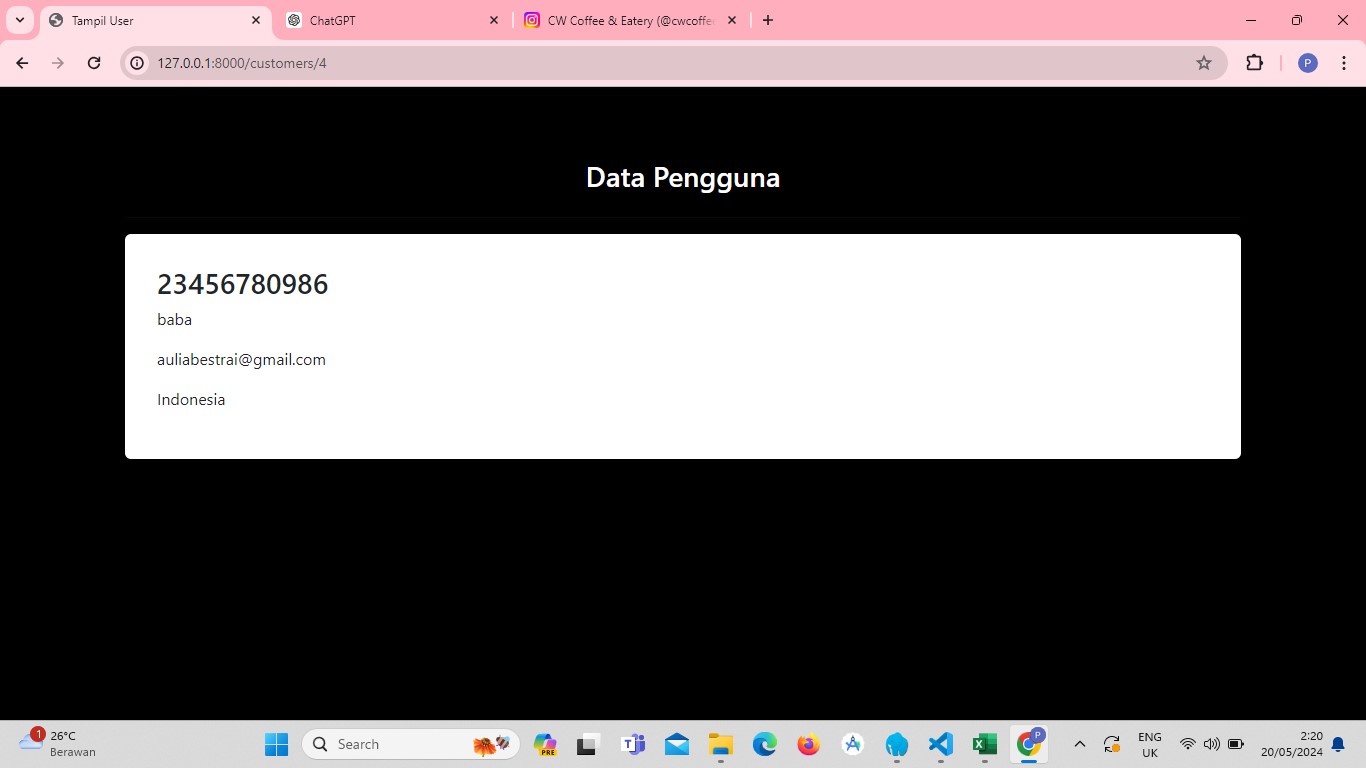 Tampil User
ChatGPT
CW Coffee & Eatery (@cwcoffe
127.0.0.1:8000/customers/4
P
Data Pengguna
23456780986
baba
auliabestrai@gmail.com
Indonesia
1
26°C
Berawan
Search
PRE
P
ENG
UK
2:20
20/05/2024